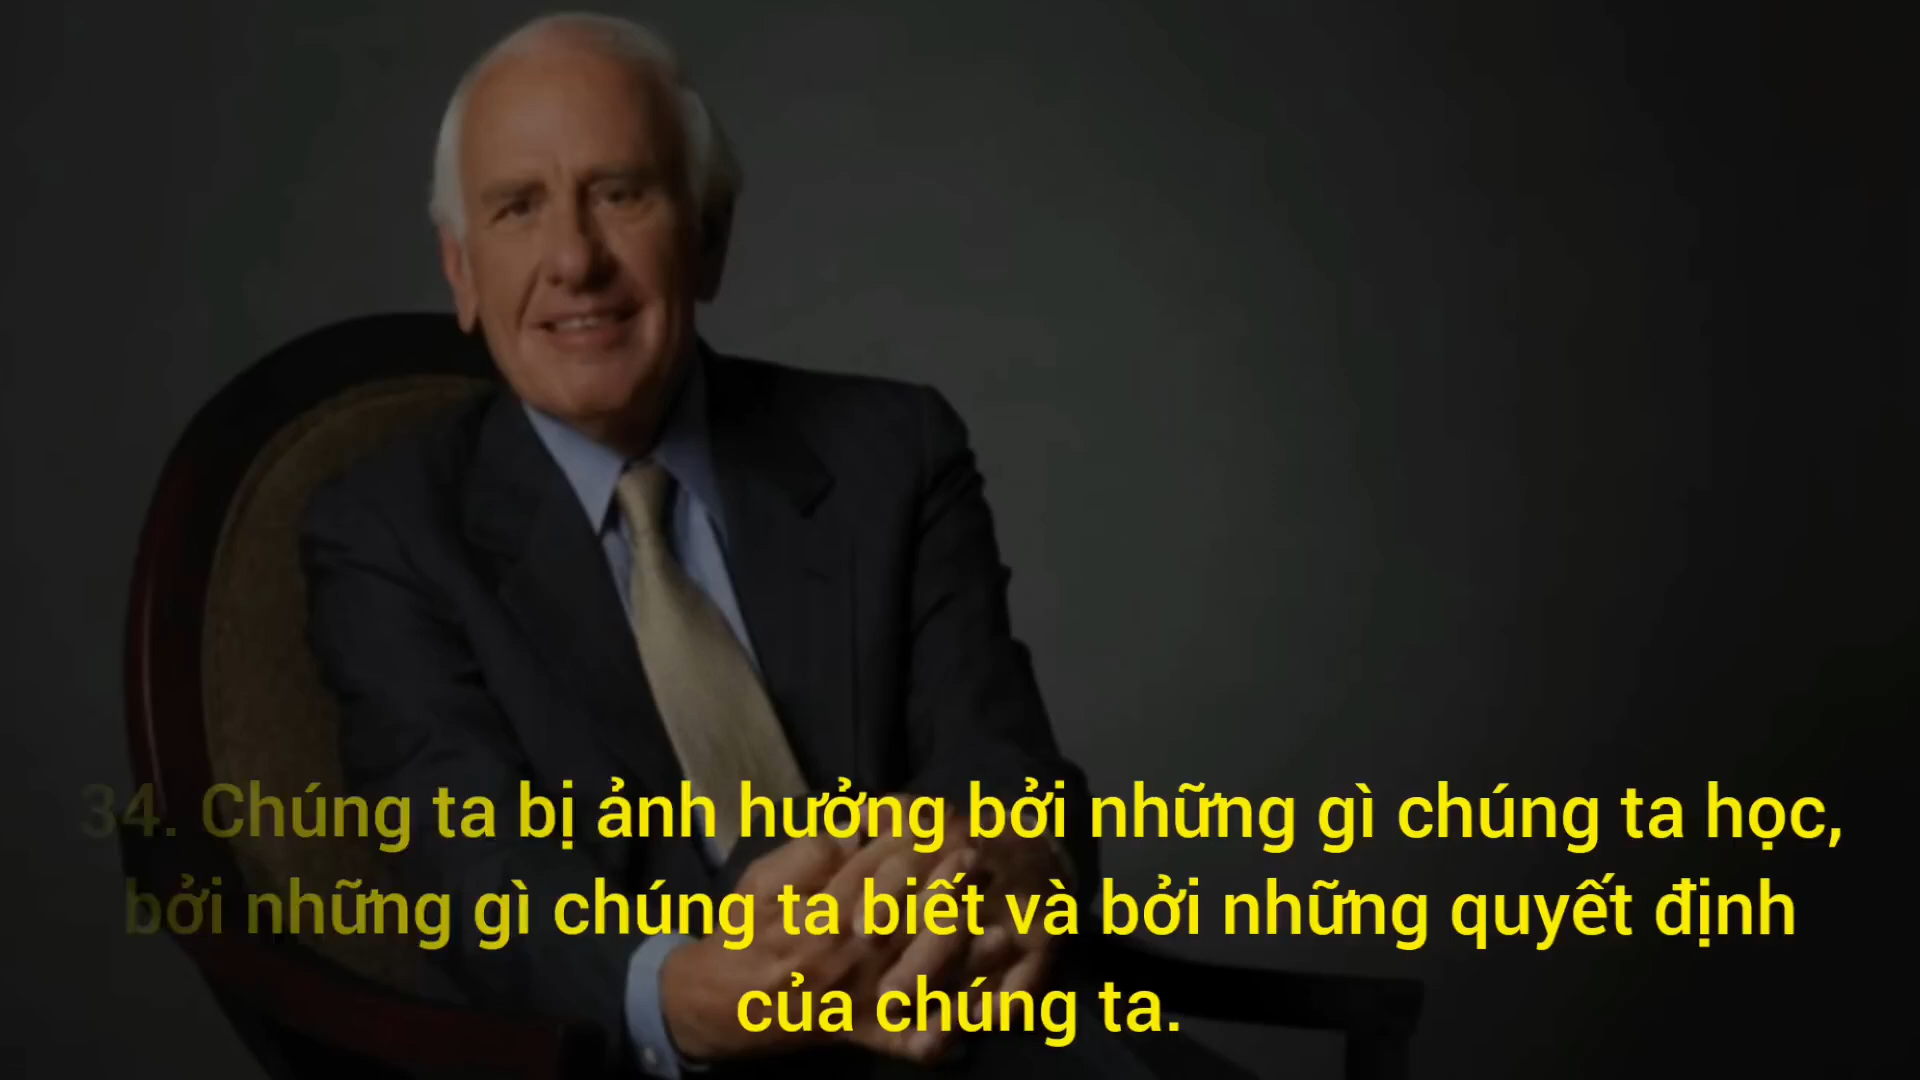 34. Chúng ta bị ảnh hưởng bởi những gì chúng ta học,
bởi những gì chúng ta biết và bởi những quyết định
của chúng ta.